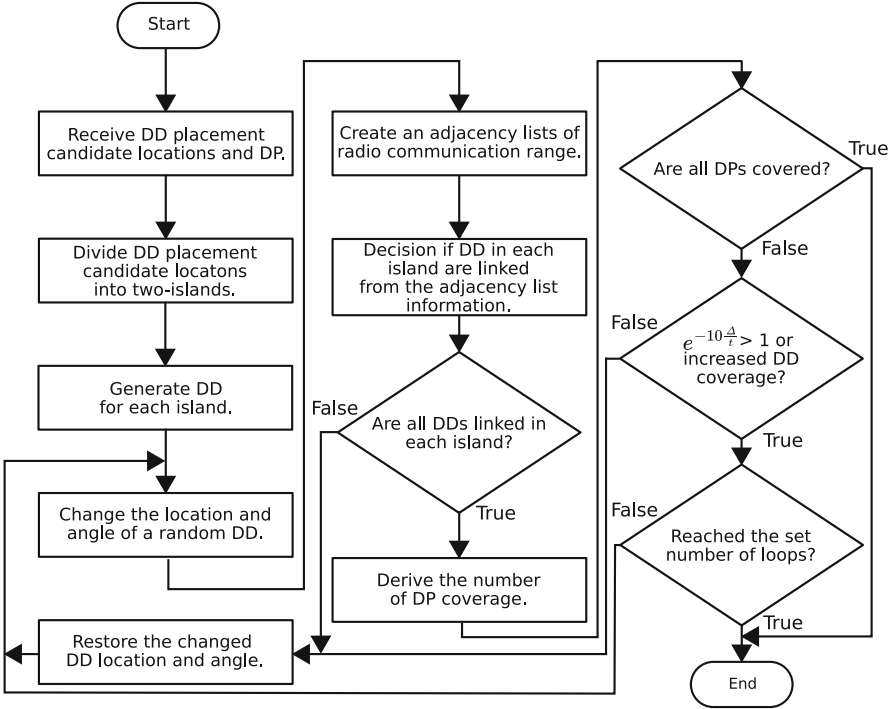 Start
Receive DD placement
candidate locations and DP.
Divide DD placement
candidate locatons
into two-islands.
Generate DD
for each island.
Change the location and
angle of a random DD.
Restore the changed
DD location and angle.
Create an adjacency lists of
radio communication range.
Decision if DD in each
island are linked
from the adjacency list
information.
False
Are all DDs linked in
each island?
True
Derive the number
of DP coverage.
Are all DPs covered?
True
False
False
e^{-10 Δ/t} > 1 or
increased DD
coverage?
True
False
Reached the set
number of loops?
True
End